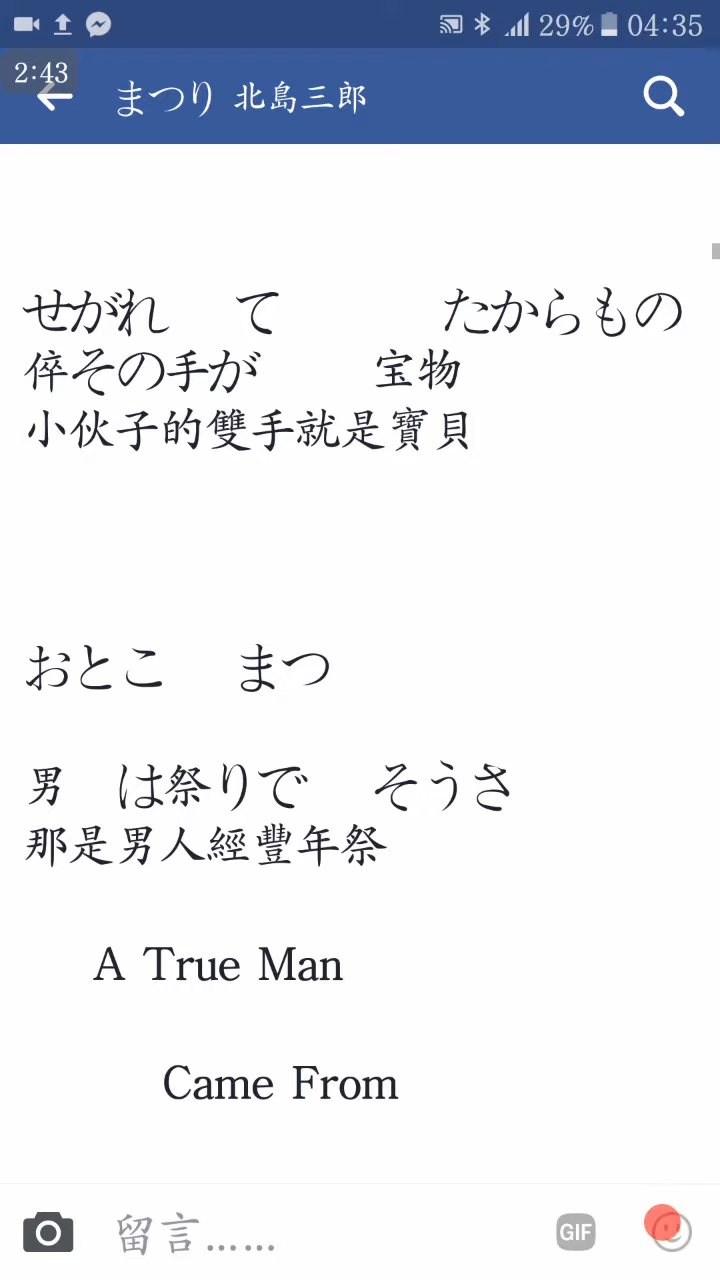 29% 04:35
2:43
まつり 北島三郎
せがれ て たからもの
倅その手が 宝物
小伙子的雙手就是寶貝
おとこ まつ
男 は祭りで そうさ
那是男人經豐年祭
A True Man
Came From
留言……
GIF